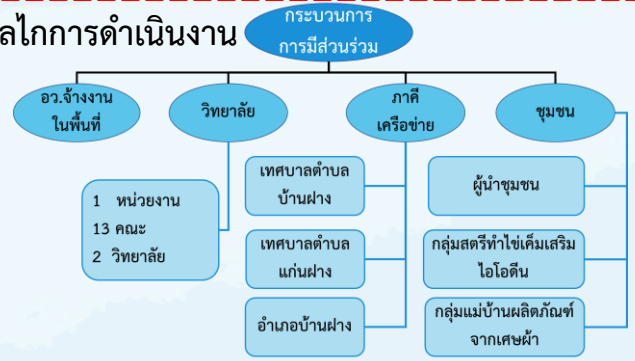 ลไกการดำเนินงาน
กระบวนการ
การมีส่วนร่วม
อว.จ้างงาน
ในพื้นที่
วิทยาลัย
ภาคี
เครือข่าย
ชุมชน
1 หน่วยงาน
13 คณะ
2 วิทยาลัย
เทศบาลตำบล
บ้านฝาง
เทศบาลตำบล
แก่นฝาง
อำเภอบ้านฝาง
ผู้นำชุมชน
กลุ่มสตรีทำไข่เค็มเสริม
ไอโอดีน
กลุ่มแม่บ้านผลิตภัณฑ์
จากเศษผ้า